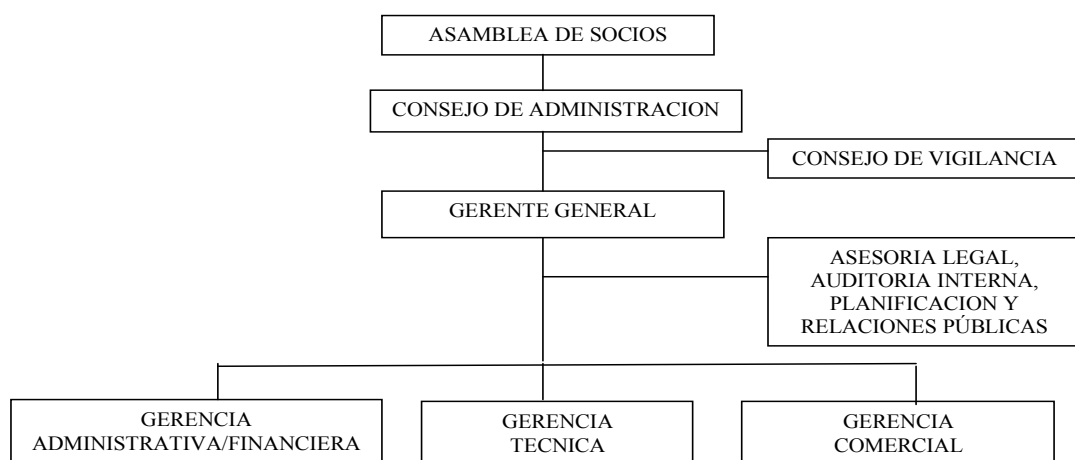 ASAMBLEA DE SOCIOS
CONSEJO DE ADMINISTRACION
CONSEJO DE VIGILANCIA
GERENTE GENERAL
ASESORIA LEGAL,
AUDITORIA INTERNA,
PLANIFICACION Y
RELACIONES PÚBLICAS
GERENCIA
ADMINISTRATIVA/FINANCIERA
GERENCIA
TECNICA
GERENCIA
COMERCIAL